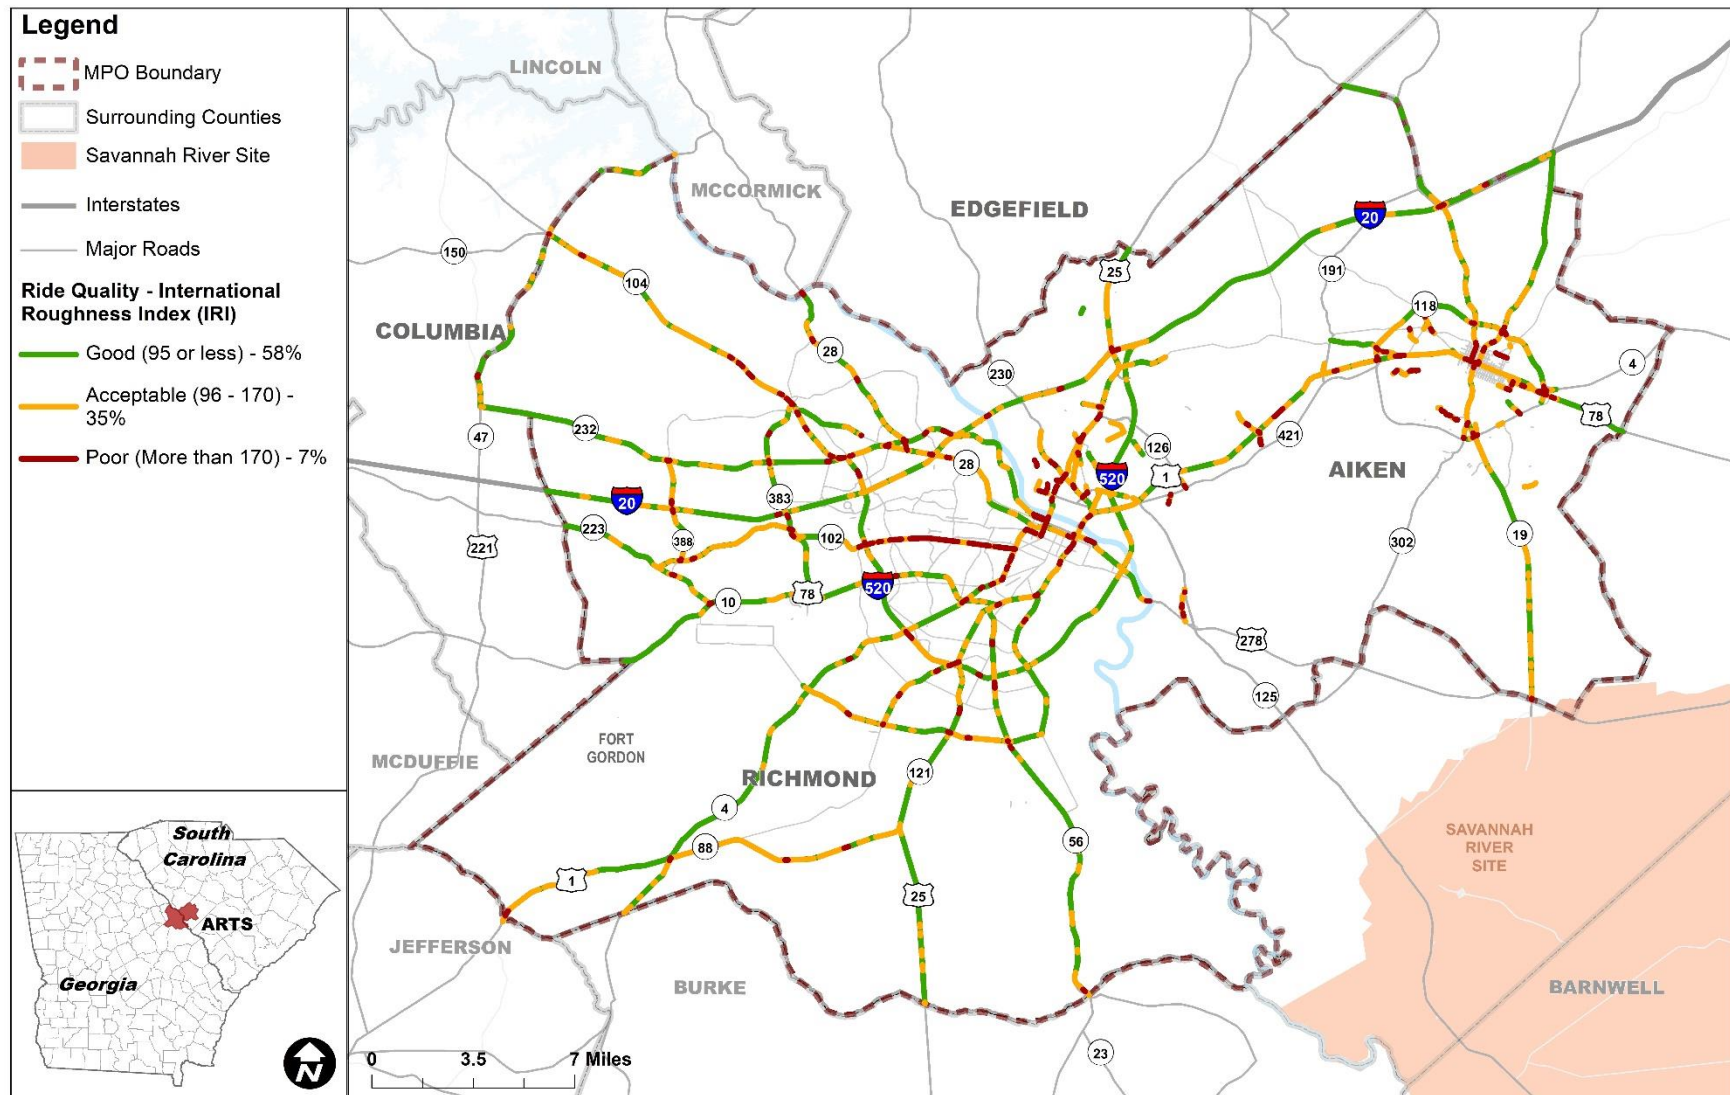 Legend
MPO Boundary
Surrounding Counties
Savannah River Site
Interstates
Major Roads
Ride Quality - International
Roughness Index (IRI)
Good (95 or less) - 58%
Acceptable (96 - 170) -
35%
Poor (More than 170) - 7%
South
Carolina
ARTS
Georgia
N
LINCOLN
MCCORMICK
EDGEFIELD
20
150
25
191
104
118
COLUMBIA
28
230
4
78
232
47
126
421
28
AIKEN
520
1
383
20
223
102
388
221
19
302
520
78
10
278
125
FORT
GORDON
MCDUFFIE
121
RICHMOND
4
88
56
SAVANNAH
RIVER
SITE
1
25
JEFFERSON
BURKE
BARNWELL
23
0
3.5
7 Miles